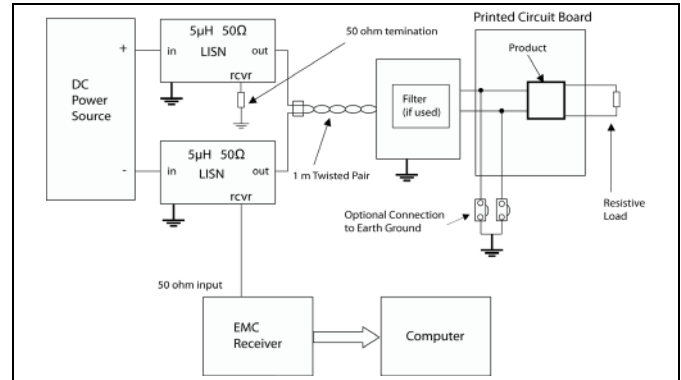 Printed Circuit Board
5µH 50Ω
in
out
LISN
rcvr
50 ohm temination
Product
+
DC
Power
Source
-
Filter
(if used)
5µH 50Ω
in
out
LISN
rcvr
1 m Twisted Pair
Optional Connection
to Earth Ground
Resistive
Load
50 ohm input
EMC
Receiver
Computer